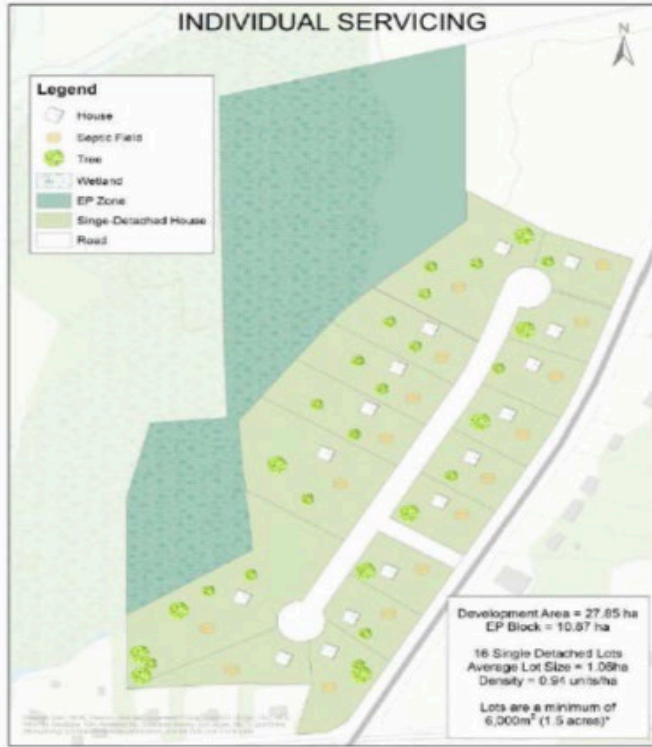 INDIVIDUAL SERVICING
N
Legend
House
Septic Field
Tree
Wetland
EP Zone
Singe-Detached House
Road
Development Area = 27.85 ha
EP Block = 10.87 ha
16 Single Detached Lots
Average Lot Size = 1.06ha
Density = 0.94 units/ha
Lots are a minimum of
6,000m² (1.5 acres)*